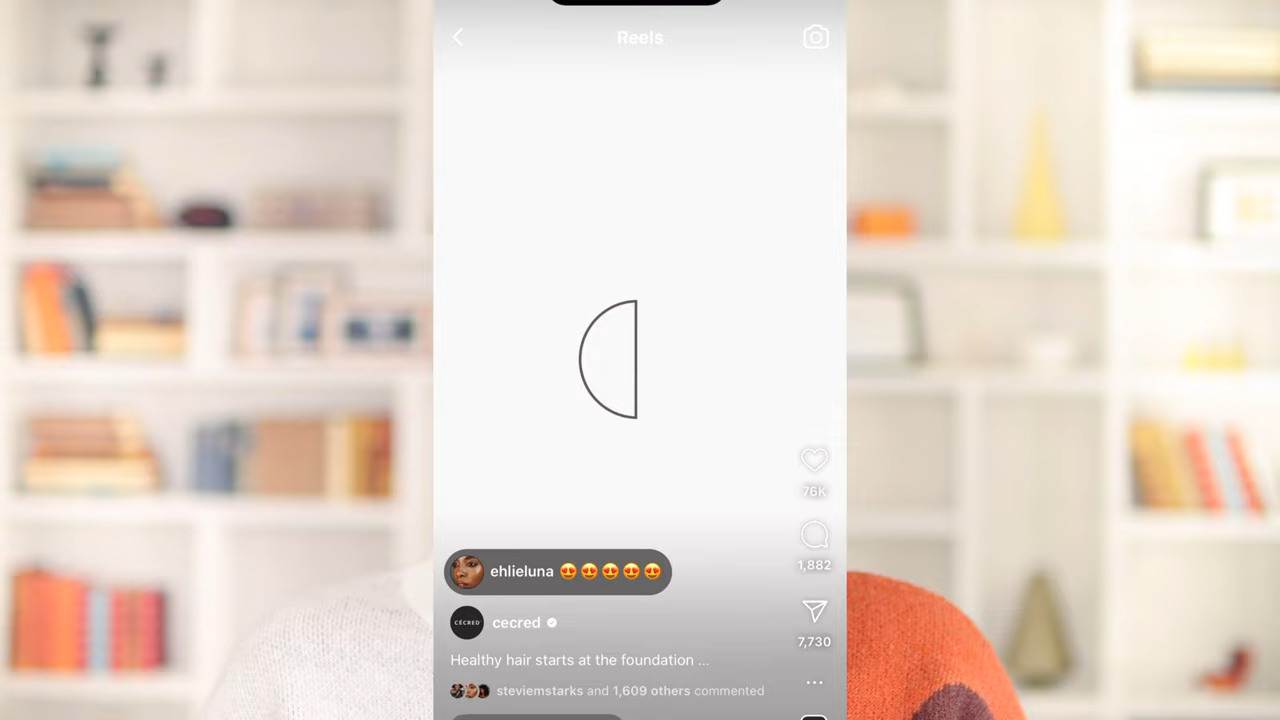 Reels
76K
1,882
ehlieluna 😍😍😍😍😍
7,730
CÉCRED cecred
Healthy hair starts at the foundation ...
steviemstarks and 1,609 others commented